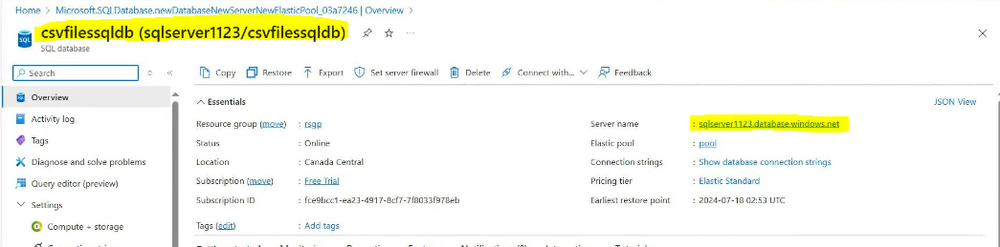 Home > Microsoft.SQLDatabase.newDatabaseNewServerNewElasticPool_03a7246 | Overview >
csvfilessqldb (sqlserver1123/csvfilessqldb)
SQL
SQL database
Search
Copy Restore Export Set server firewall Delete Connect with... Feedback
Overview
Activity log
Tags
Diagnose and solve problems
Query editor (preview)
Settings
Compute + storage
Essentials
JSON View
Resource group (move) : rsgp
Status : Online
Location : Canada Central
Subscription (move) : Free Trial
Subscription ID : fce9bcc1-ea23-4917-8cf7-7f8033f978eb
Server name : sqlserver1123.database.windows.net
Elastic pool : pool
Connection strings : Show database connection strings
Pricing tier : Elastic Standard
Earliest restore point : 2024-07-18 02:53 UTC
Tags (edit) : Add tags